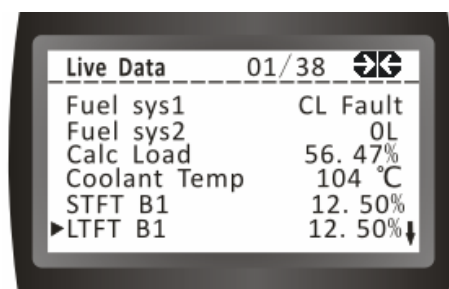 Live Data 01/38
Fuel sys1 CL Fault
Fuel sys2 OL
Calc Load 56.47%
Coolant Temp 104 ℃
STFT B1 12.50%
LTFT B1 12.50%